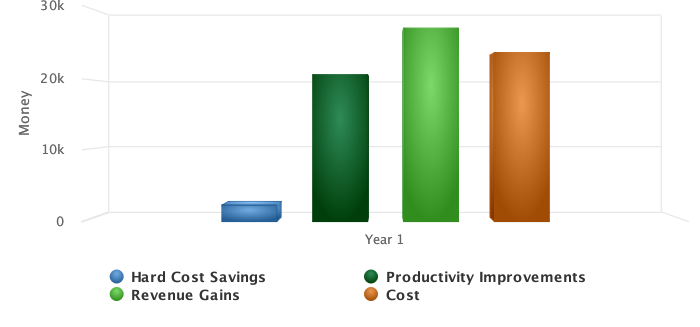 30k
20k
10k
0
Money
Year 1
Hard Cost Savings
Productivity Improvements
Revenue Gains
Cost